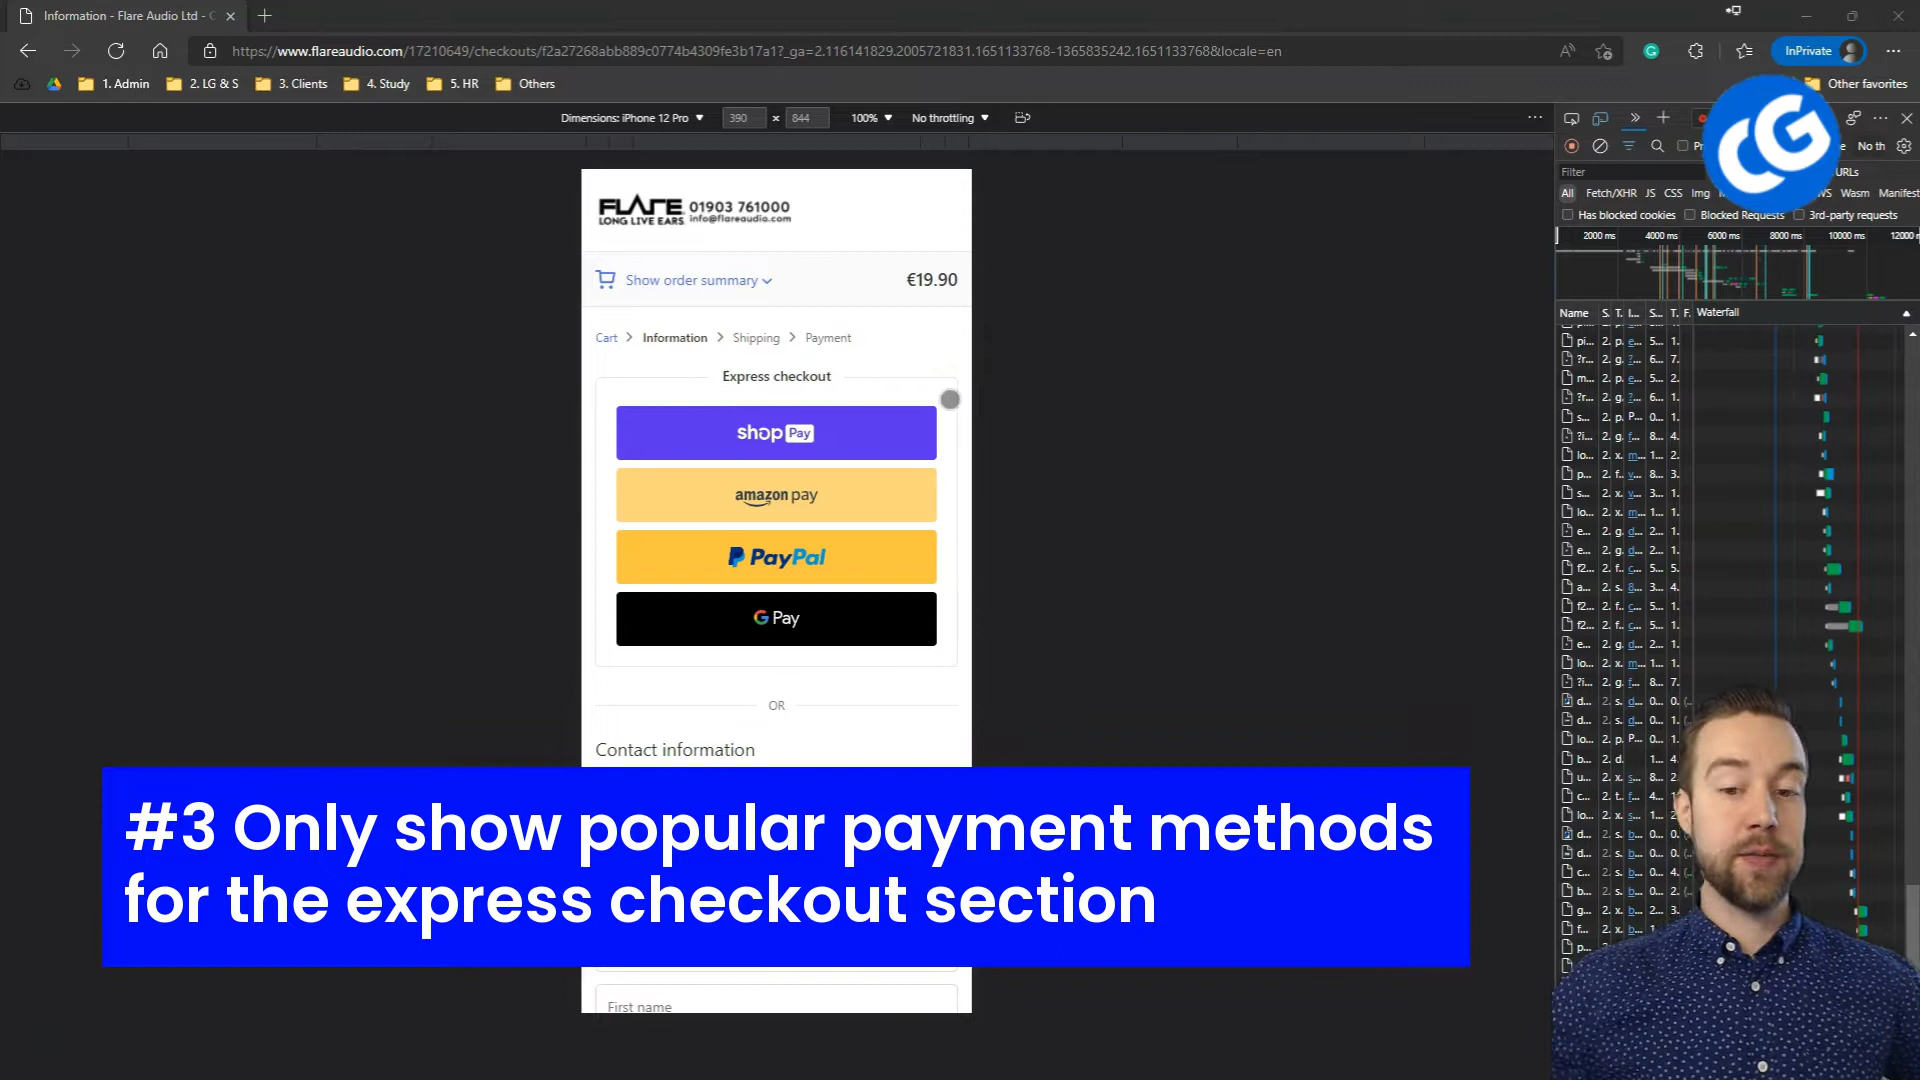 Information - Flare Audio Ltd - C
https://www.flareaudio.com/17210649/checkouts/f2a27268abb889c0774b4309fe3b17a1?_ga=2.116141829.2005721831.1651133768-1365835242.1651133768&locale=en
InPrivate
1. Admin
2. LG & S
3. Clients
4. Study
5. HR
Others
Other favorites
Dimensions: iPhone 12 Pro
390 × 844
100%
No throttling
CG
No th
Filter
URLs
All Fetch/XHR JS CSS Img WS Wasm Manifest
Has blocked cookies Blocked Requests 3rd-party requests
2000 ms 4000 ms 6000 ms 8000 ms 10000 ms 12000
Name S. T. I... S... T. F. Waterfall
FLARE
LONG LIVE EARS
01903 761000
info@flareaudio.com
Show order summary
€19.90
Cart > Information > Shipping > Payment
Express checkout
shop Pay
amazon pay
PayPal
G Pay
OR
Contact information
#3 Only show popular payment methods
for the express checkout section
First name